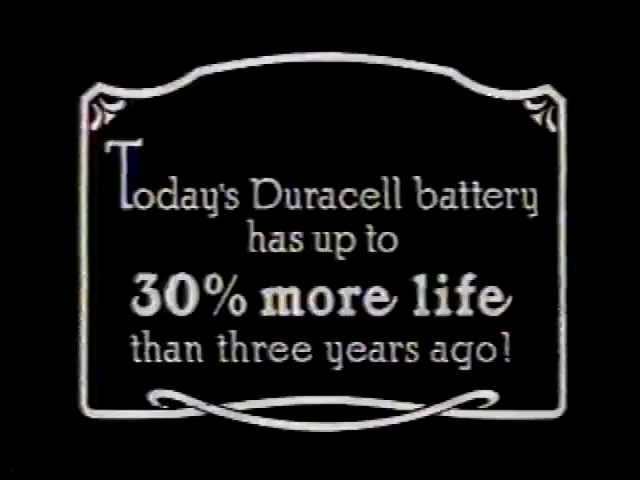 Today's Duracell battery
has up to
30% more life
than three years ago!